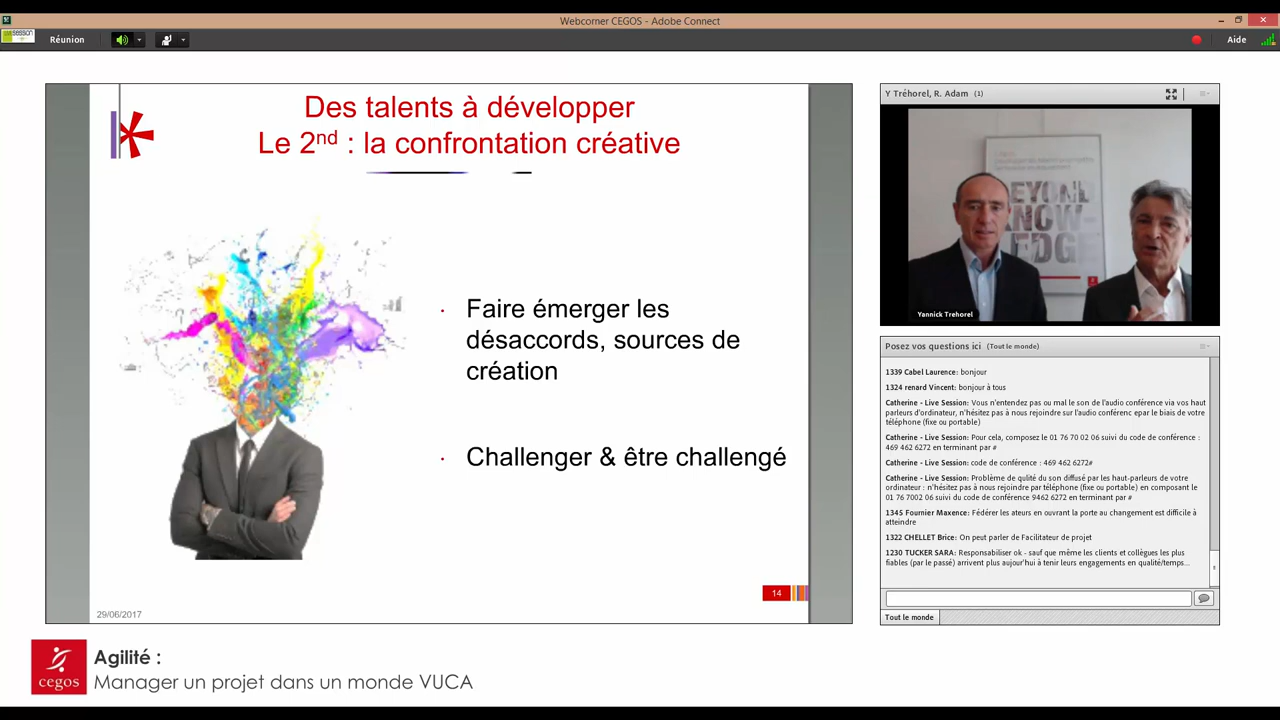 Webcorner CEGOS - Adobe Connect
Réunion
Aide
Des talents à développer
Le 2nd : la confrontation créative
Faire émerger les
désaccords, sources de
création
Challenger & être challengé
14
29/06/2017
Y Tréhorel, R. Adam (1)
BEYOND
KNOW-
EDGE
Yannick Trehorel
Posez vos questions ici (Tout le monde)
1339 Cabel Laurence: bonjour
1324 renard Vincent: bonjour à tous
Catherine - Live Session: Vous n'entendez pas ou mal le son de l'audio conférence via vos haut
parleurs d'ordinateur, n'hésitez pas à nous rejoindre sur l'audio conférenc epar le biais de votre
téléphone (fixe ou portable)
Catherine - Live Session: Pour cela, composez le 01 76 70 02 06 suivi du code de conférence :
469 462 6272 en terminant par #
Catherine - Live Session: code de conférence : 469 462 6272#
Catherine - Live Session: Problème de qulité du son diffusé par les haut-parleurs de votre
ordinateur : n'hésitez pas à nous rejoindre par téléphone (fixe ou portable) en composant le
01 76 7002 06 suivi du code de conférence 9462 6272 en terminant par #
1345 Fournier Maxence: Fédérer les ateurs en ouvrant la porte au changement est difficile à
atteindre
1322 CHELLET Brice: On peut parler de Facilitateur de projet
1230 TUCKER SARA: Responsabiliser ok - sauf que même les clients et collègues les plus
fiables (par le passé) arrivent plus aujourd'hui à tenir leurs engagements en qualité/temps...
Tout le monde
cegos
Agilité :
Manager un projet dans un monde VUCA